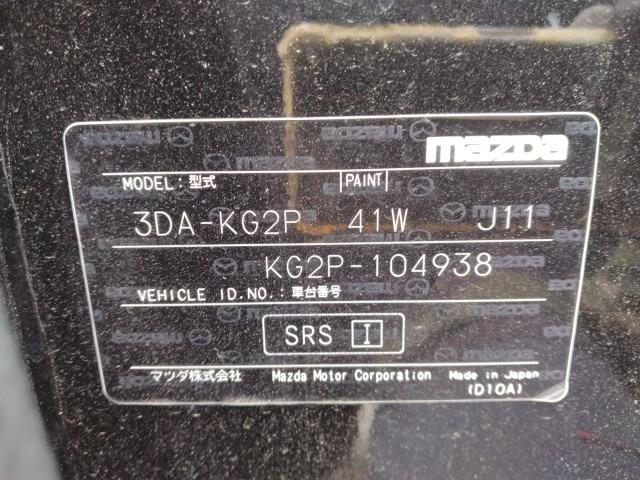 mazda
MODEL:型式 PAINT
3DA-KG2P 41W J11
KG2P-104938
VEHICLE ID.NO.:車台番号
SRS I
マツダ株式会社 Mazda Motor Corporation Made in Japan
(D10A)